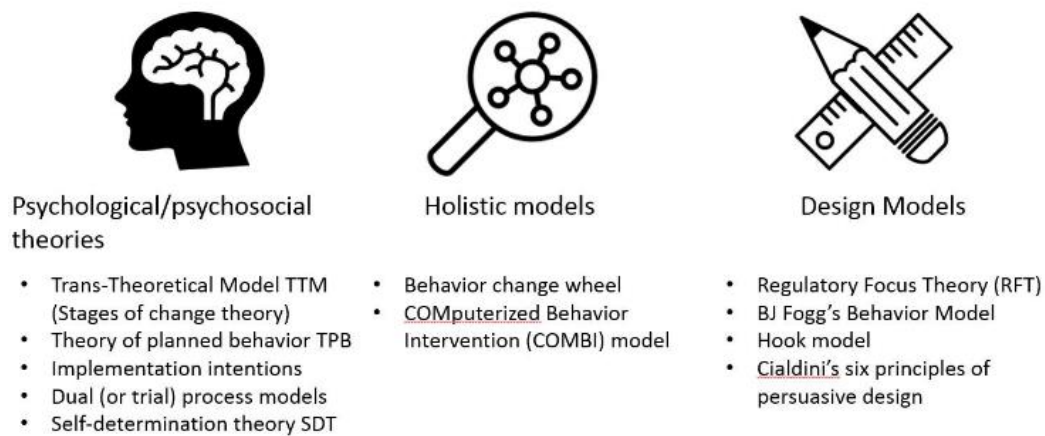 Psychological/psychosocial
theories
• Trans-Theoretical Model TTM
(Stages of change theory)
• Theory of planned behavior TPB
• Implementation intentions
• Dual (or trial) process models
• Self-determination theory SDT
Holistic models
• Behavior change wheel
• COMputerized Behavior
Intervention (COMBI) model
Design Models
• Regulatory Focus Theory (RFT)
• BJ Fogg’s Behavior Model
• Hook model
• Cialdini’s six principles of
persuasive design